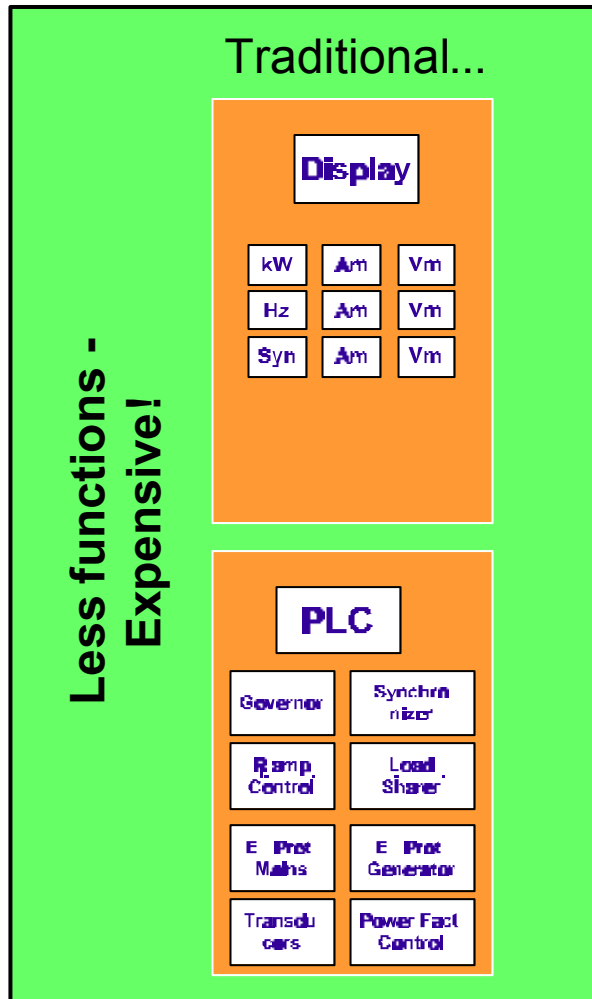 Traditional...
Less functions -
Expensive!
Display
kW Am Vm
Hz Am Vm
Syn Am Vm
PLC
Governor
Synchro
nizer
Ramp
Control
Load
Sharer
E Prot
Mains
E Prot
Generator
Transdu
cers
Power Fact
Control